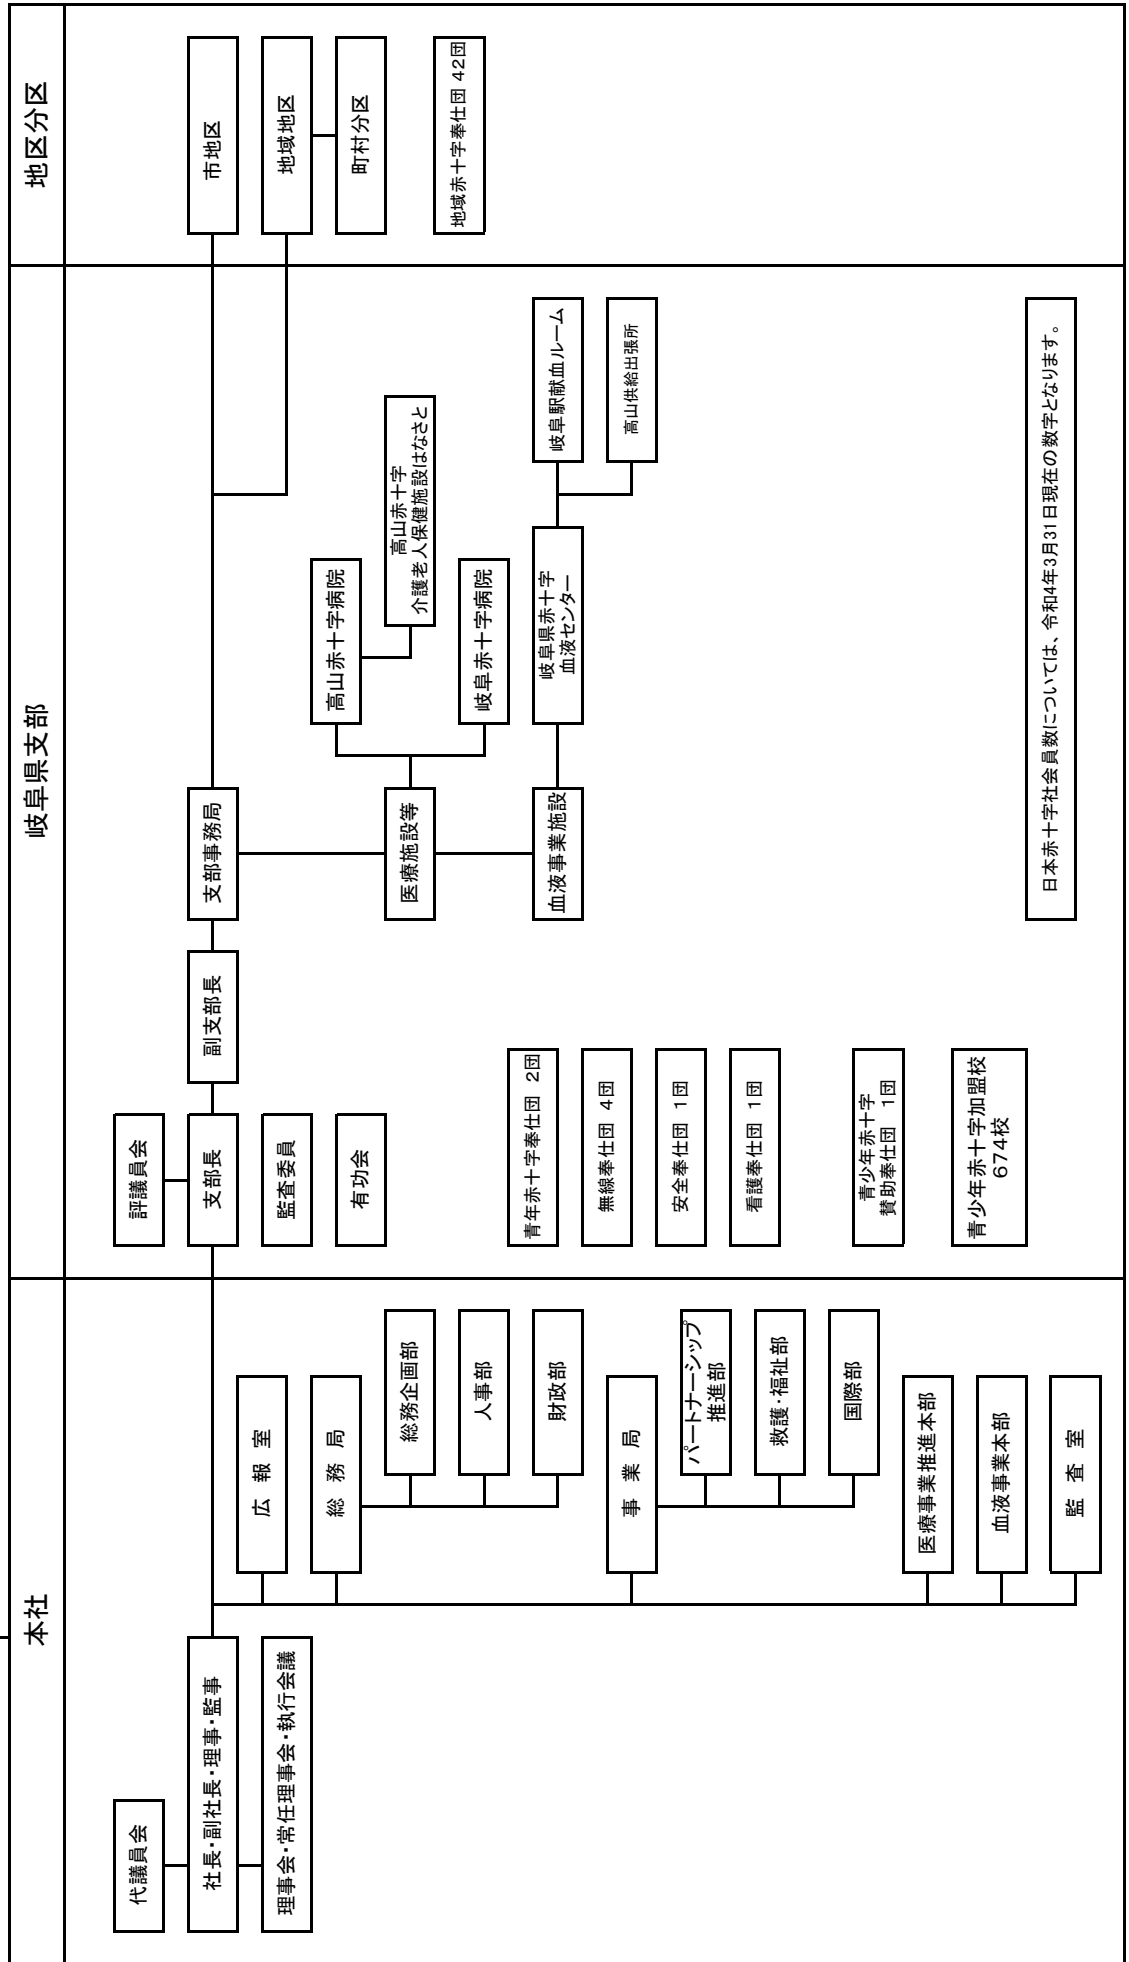 本社
代議員会
社長・副社長・理事・監事
理事会・常任理事会・執行会議
広　報　室
総　務　局
総務企画部
人事部
財政部
事　業　局
パートナーシップ
推進部
救護・福祉部
国際部
医療事業推進本部
血液事業本部
監　査　室
岐阜県支部
評議員会
支部長
監査委員
有功会
副支部長
支部事務局
医療施設等
高山赤十字病院
高山赤十字
介護老人保健施設はなさと
岐阜赤十字病院
血液事業施設
岐阜県赤十字
血液センター
岐阜駅献血ルーム
高山供給出張所
青年赤十字奉仕団　2団
無線奉仕団　4団
安全奉仕団　1団
看護奉仕団　1団
青少年赤十字
賛助奉仕団　1団
青少年赤十字加盟校
674校
日本赤十字社会員数については、令和4年3月31日現在の数字となります。
地区分区
市地区
地域地区
町村分区
地域赤十字奉仕団 42団